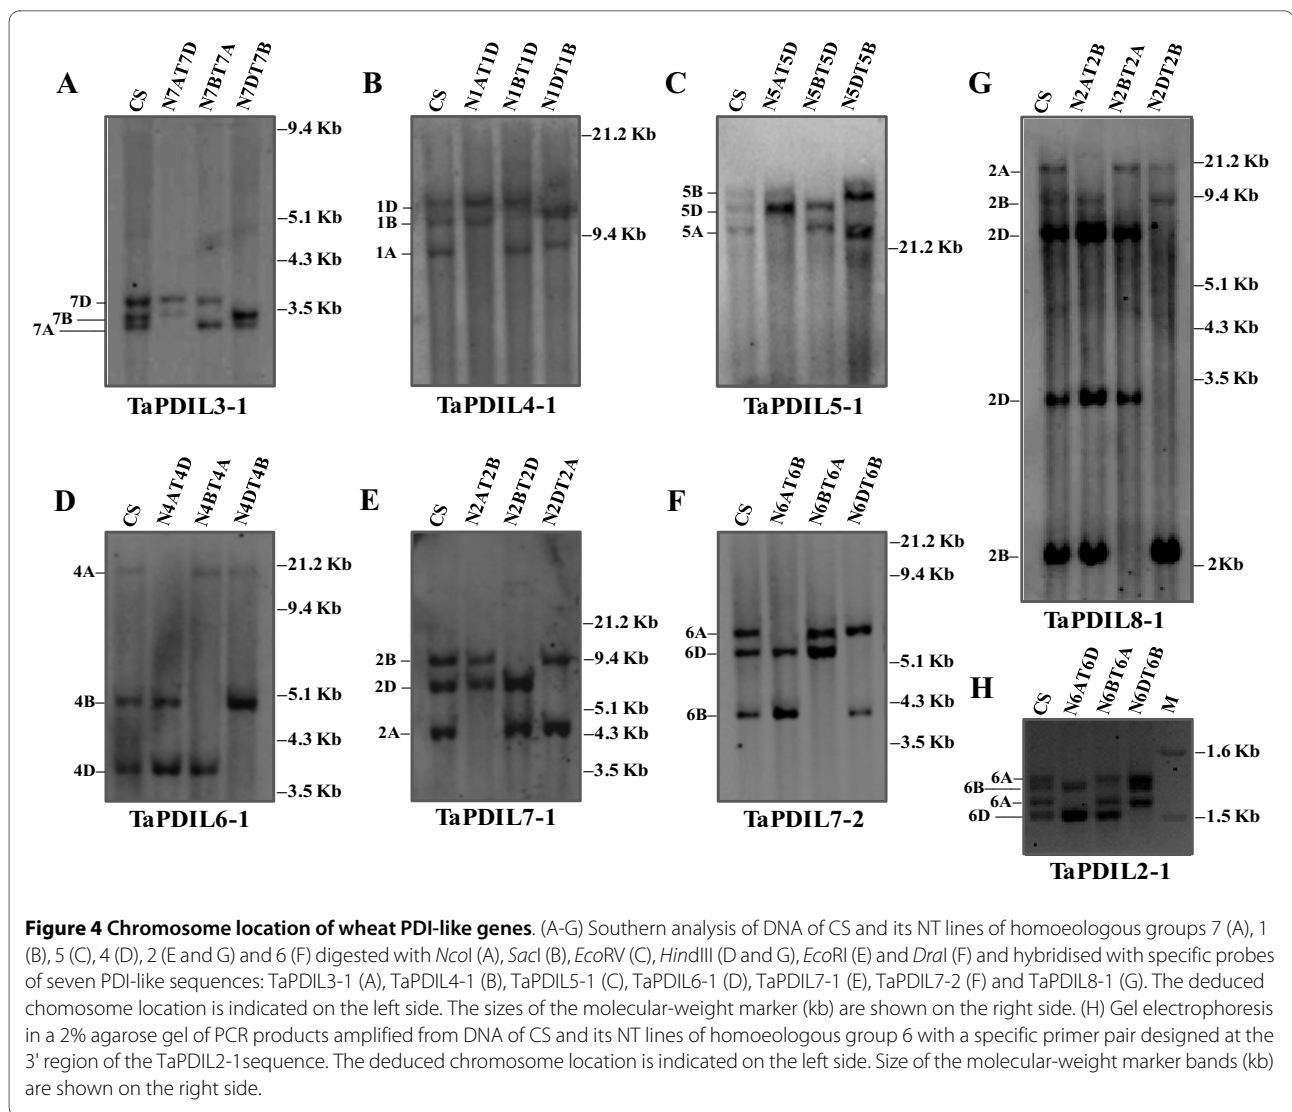 A
CS
N7AT7D
N7BT7A
N7DT7B
–9.4 Kb
–5.1 Kb
–4.3 Kb
–3.5 Kb
7D
7B
7A
TaPDIL3-1
B
CS
N1AT1D
N1BT1D
N1DT1B
–21.2 Kb
–9.4 Kb
1D
1B
1A
TaPDIL4-1
C
CS
N5AT5D
N5BT5D
N5DT5B
5B
5D
5A
–21.2 Kb
TaPDIL5-1
G
CS
N2AT2B
N2BT2A
N2DT2B
2A
2B
2D
2D
2B
–21.2 Kb
–9.4 Kb
–5.1 Kb
–4.3 Kb
–3.5 Kb
–2Kb
TaPDIL8-1
D
CS
N4AT4D
N4BT4A
N4DT4B
4A
4B
4D
–21.2 Kb
–9.4 Kb
–5.1 Kb
–4.3 Kb
–3.5 Kb
TaPDIL6-1
E
CS
N2AT2B
N2BT2D
N2DT2A
2B
2D
2A
–21.2 Kb
–9.4 Kb
–5.1 Kb
–4.3 Kb
–3.5 Kb
TaPDIL7-1
F
CS
N6AT6B
N6BT6A
N6DT6B
6A
6D
6B
–21.2 Kb
–9.4 Kb
–5.1 Kb
–4.3 Kb
–3.5 Kb
TaPDIL7-2
H
CS
N6AT6D
N6BT6A
N6DT6B
M
6A
6B
6A
6D
–1.6 Kb
–1.5 Kb
TaPDIL2-1
Figure 4 Chromosome location of wheat PDI-like genes. (A-G) Southern analysis of DNA of CS and its NT lines of homoeologous groups 7 (A), 1
(B), 5 (C), 4 (D), 2 (E and G) and 6 (F) digested with NcoI (A), SacI (B), EcoRV (C), HindIII (D and G), EcoRI (E) and DraI (F) and hybridised with specific probes
of seven PDI-like sequences: TaPDIL3-1 (A), TaPDIL4-1 (B), TaPDIL5-1 (C), TaPDIL6-1 (D), TaPDIL7-1 (E), TaPDIL7-2 (F) and TaPDIL8-1 (G). The deduced
chomosome location is indicated on the left side. The sizes of the molecular-weight marker (kb) are shown on the right side. (H) Gel electrophoresis
in a 2% agarose gel of PCR products amplified from DNA of CS and its NT lines of homoeologous group 6 with a specific primer pair designed at the
3' region of the TaPDIL2-1sequence. The deduced chromosome location is indicated on the left side. Size of the molecular-weight marker bands (kb)
are shown on the right side.